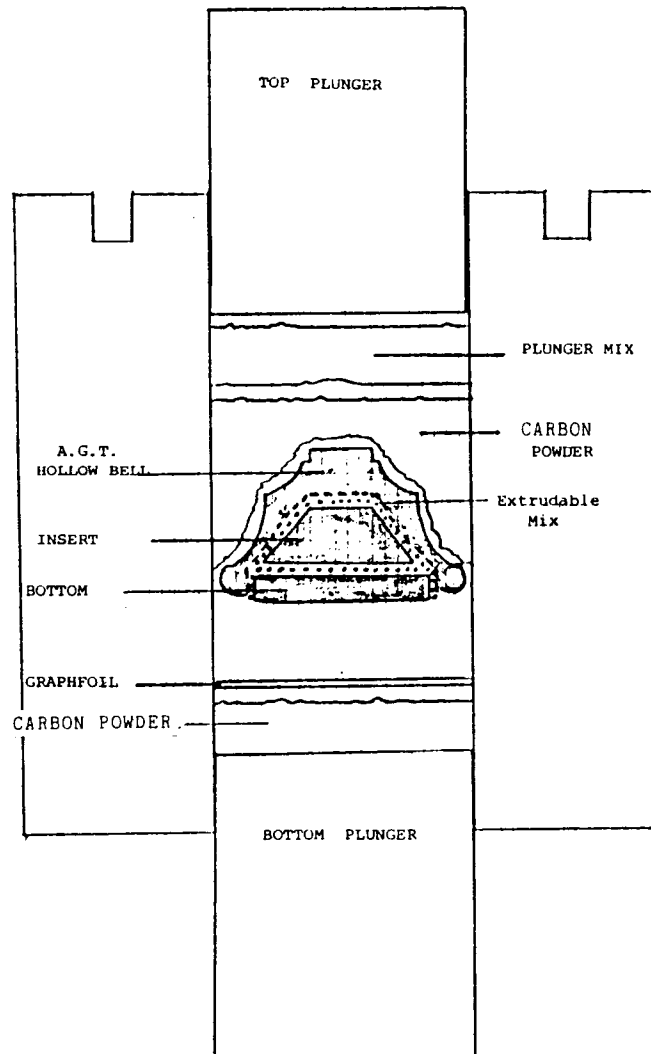 TOP PLUNGER
PLUNGER MIX
CARBON
POWDER
A.G.T.
HOLLOW BELL
Extrudable
Mix
INSERT
BOTTOM
GRAPHFOIL
CARBON POWDER
BOTTOM PLUNGER